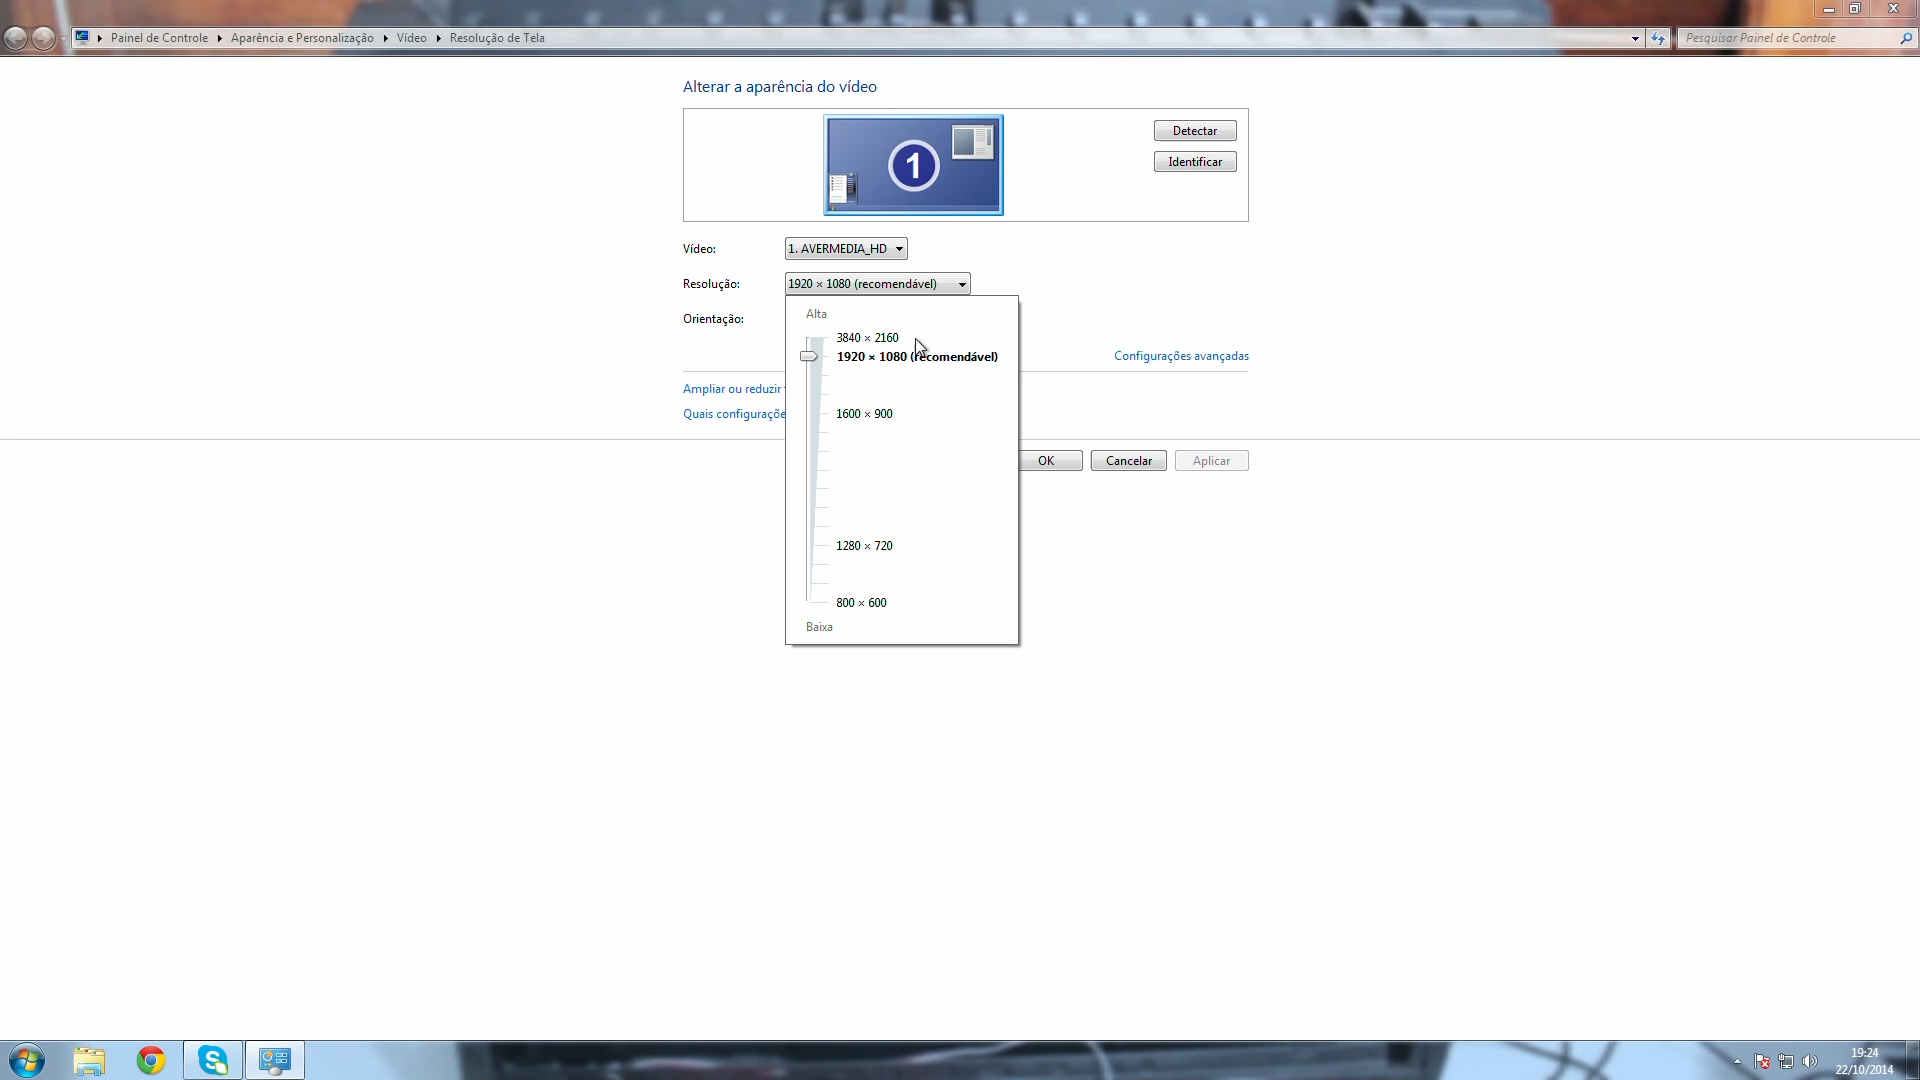 Painel de Controle Aparência e Personalização Vídeo Resolução de Tela
Pesquisar Painel de Controle
Alterar a aparência do vídeo
1
Detectar
Identificar
Vídeo: 1. AVERMEDIA_HD
Resolução: 1920 × 1080 (recomendável)
Orientação:
Alta
3840 × 2160
1920 × 1080 (recomendável)
1600 × 900
1280 × 720
800 × 600
Baixa
Configurações avançadas
Ampliar ou reduzir
Quais
OK Cancelar Aplicar
19:24
22/10/2014